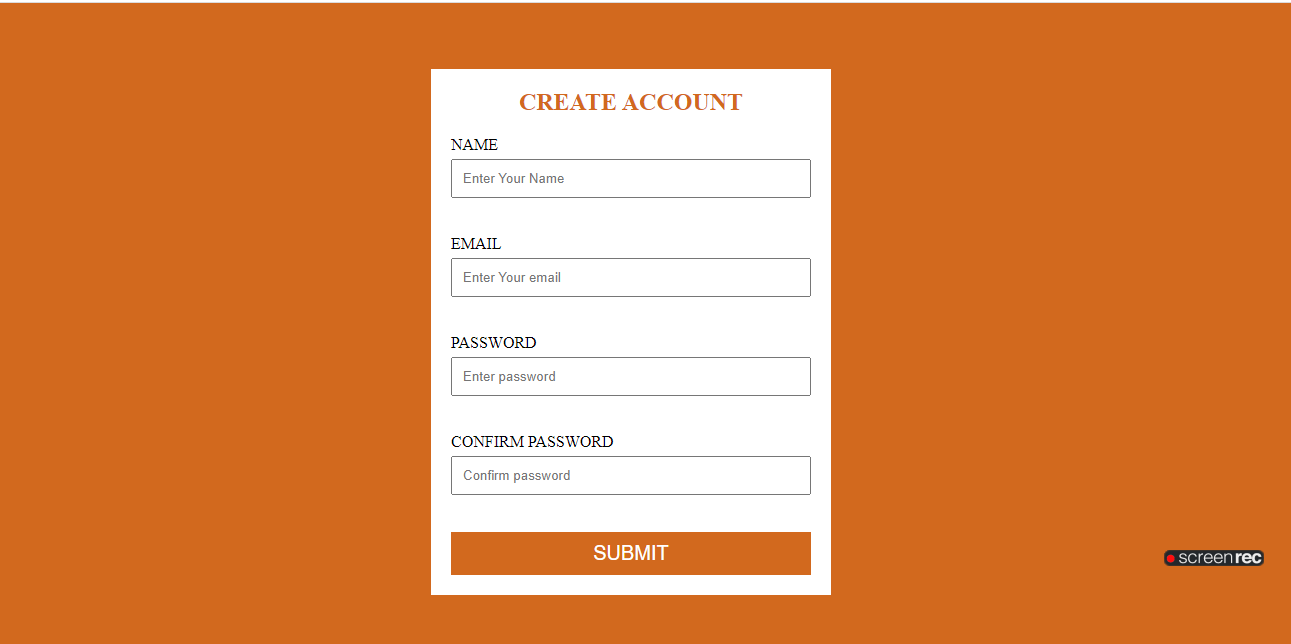 CREATE ACCOUNT
NAME
Enter Your Name
EMAIL
Enter Your email
PASSWORD
Enter password
CONFIRM PASSWORD
Confirm password
SUBMIT
screenrec